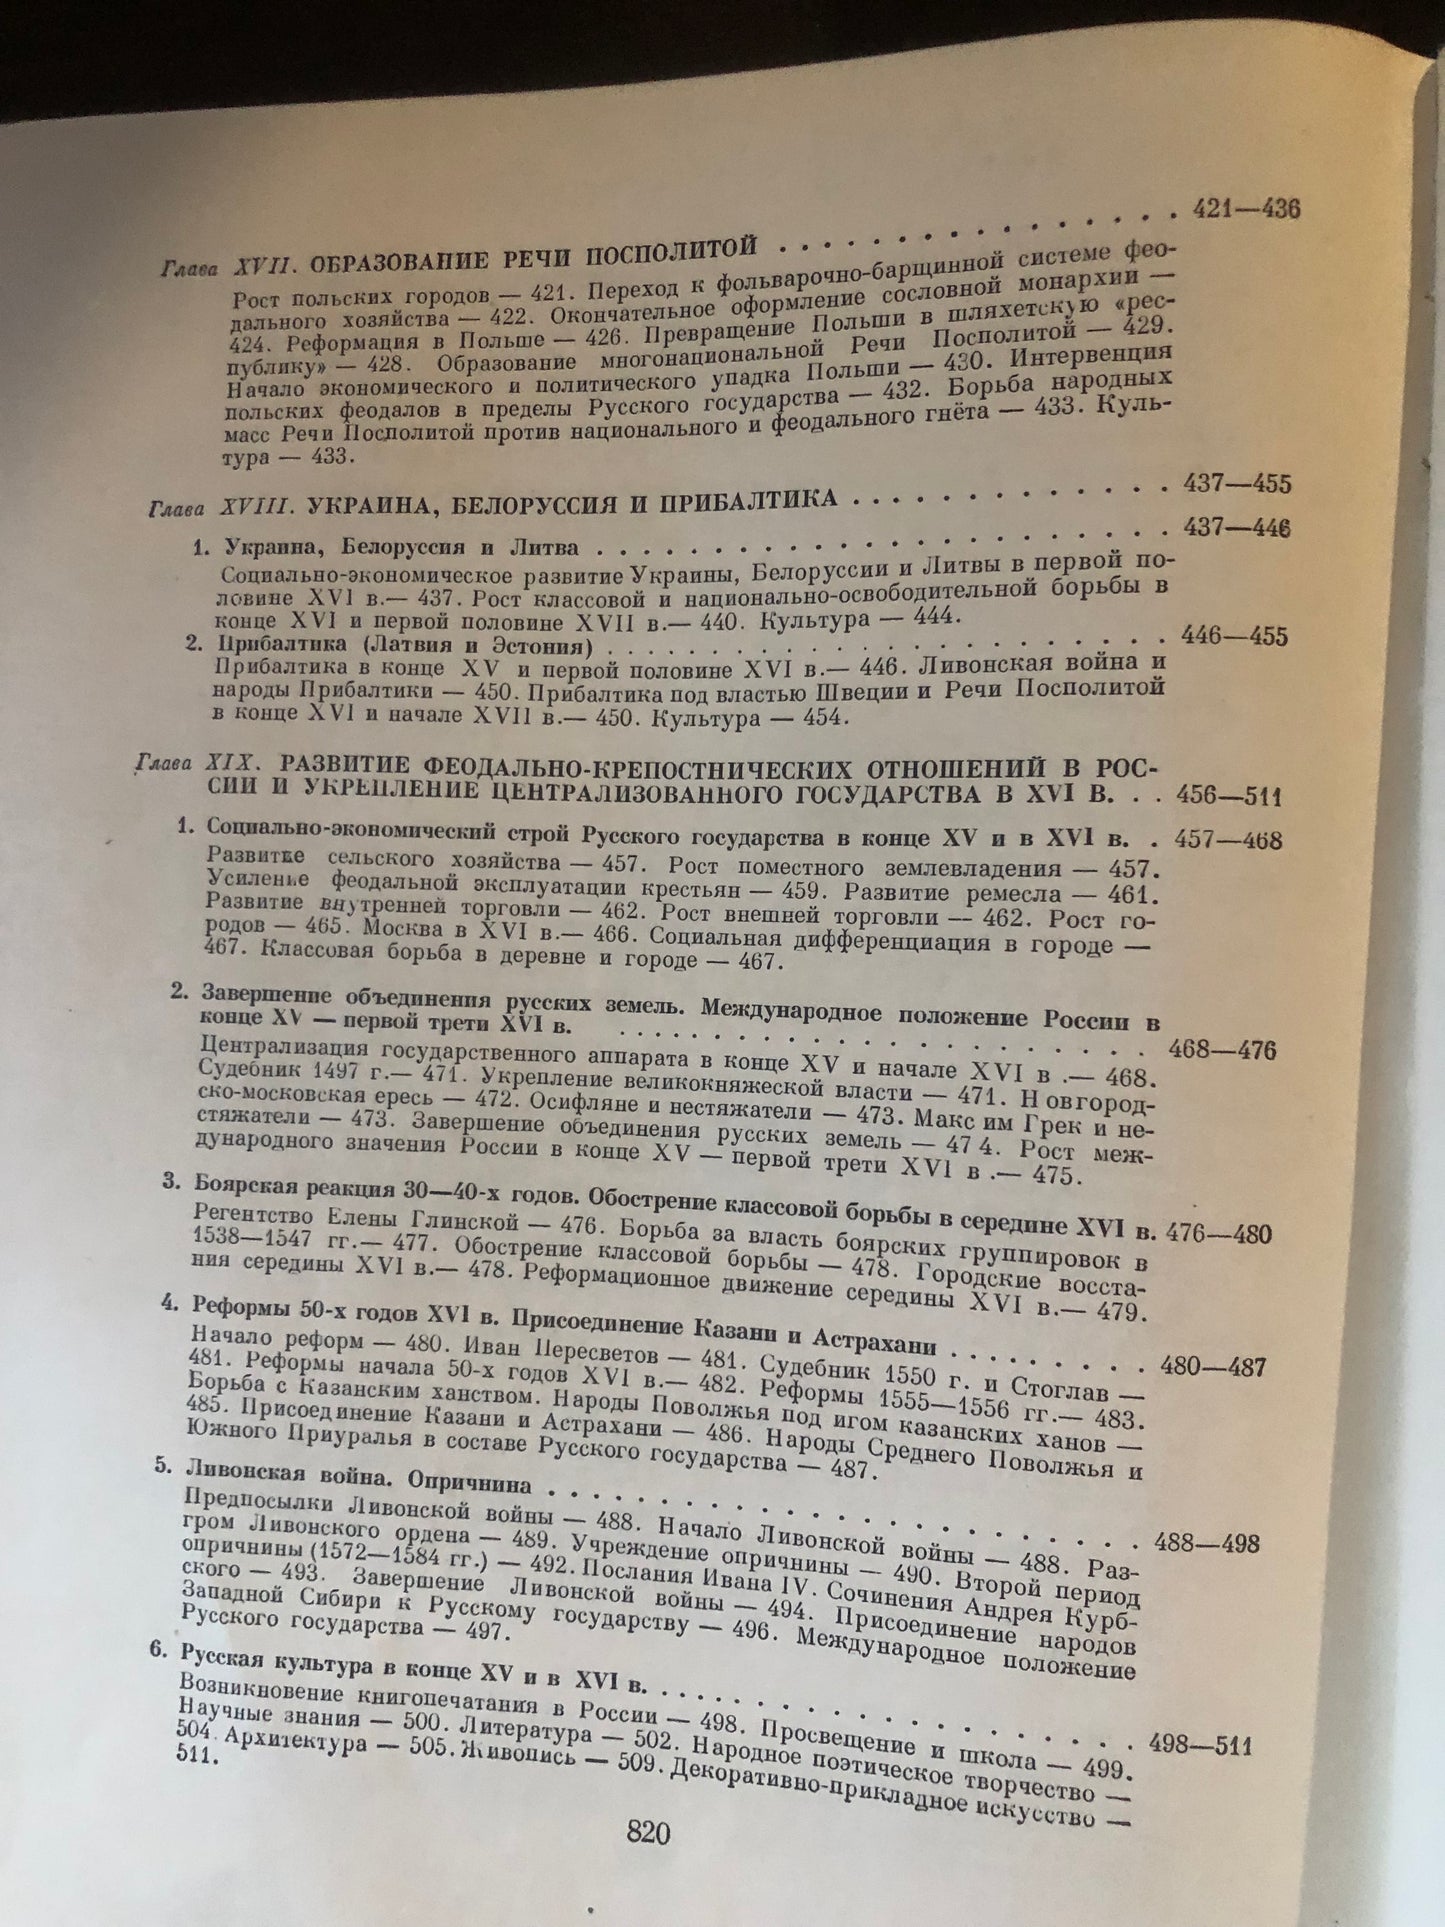 Глава XVII. ОБРАЗОВАНИЕ РЕЧИ ПОСПОЛИТОЙ . . . . . . . . . . . . . 421—436
Рост польских городов — 421. Переход к фольварочно-барщинной системе фео-
дального хозяйства — 422. Окончательное оформление сословной монархии —
424. Реформация в Польше — 426. Превращение Польши в шляхетскую «рес-
публику» — 428. Образование многонациональной Речи Посполитой — 429.
Начало экономического и политического упадка Польши — 430. Интервенция
польских феодалов в пределы Русского государства — 432. Борьба народных
масс Речи Посполитой против национального и феодального гнёта — 433. Куль-
тура — 433.
Глава XVIII. УКРАИНА, БЕЛОРУССИЯ И ПРИБАЛТИКА . . . . . . . . . . . . 437—455
1. Украина, Белоруссия и Литва . . . . . . . . . . . . . . . . . . . . . 437—446
Социально-экономическое развитие Украины, Белоруссии и Литвы в первой по-
ловине XVI в.— 437. Рост классовой и национально-освободительной борьбы в
конце XVI и первой половине XVII в.— 440. Культура — 444.
2. Прибалтика (Латвия и Эстония) . . . . . . . . . . . . . . . . . . . . 446—455
Прибалтика в конце XV и первой половине XVI в.— 446. Ливонская война и
народы Прибалтики — 450. Прибалтика под властью Швеции и Речи Посполитой
в конце XVI и начале XVII в.— 450. Культура — 454.
Глава XIX. РАЗВИТИЕ ФЕОДАЛЬНО-КРЕПОСТНИЧЕСКИХ ОТНОШЕНИЙ В РОС-
СИИ И УКРЕПЛЕНИЕ ЦЕНТРАЛИЗОВАННОГО ГОСУДАРСТВА В XVI В. . . 456—511
1. Социально-экономический строй Русского государства в конце XV и в XVI в. . 457—468
Развитие сельского хозяйства — 457. Рост поместного землевладения — 457.
Усиление феодальной эксплуатации крестьян — 459. Развитие ремесла — 461.
Развитие внутренней торговли — 462. Рост внешней торговли — 462. Рост го-
родов — 465. Москва в XVI в.— 466. Социальная дифференциация в городе —
467. Классовая борьба в деревне и городе — 467.
2. Завершение объединения русских земель. Международное положение России в
конце XV — первой трети XVI в. . . . . . . . . . . . . . . . . . . 468—476
Централизация государственного аппарата в конце XV и начале XVI в .— 468.
Судебник 1497 г.— 471. Укрепление великокняжеской власти — 471. Новгород-
ско-московская ересь — 472. Осифляне и нестяжатели — 473. Максим Грек и не-
стяжатели — 473. Завершение объединения русских земель — 474. Рост меж-
дународного значения России в конце XV — первой трети XVI в .— 475.
3. Боярская реакция 30—40-х годов. Обострение классовой борьбы в середине XVI в. 476—480
Регентство Елены Глинской — 476. Борьба за власть боярских группировок в
1538—1547 гг.— 477. Обострение классовой борьбы — 478. Городские восста-
ния середины XVI в.— 478. Реформационное движение середины XVI в.— 479.
4. Реформы 50-х годов XVI в. Присоединение Казани и Астрахани . . . . . . . . 480—487
Начало реформ — 480. Иван Пересветов — 481. Судебник 1550 г. и Стоглав —
481. Реформы начала 50-х годов XVI в.— 482. Реформы 1555—1556 гг.— 483.
Борьба с Казанским ханством. Народы Поволжья под игом казанских ханов —
485. Присоединение Казани и Астрахани — 486. Народы Среднего Поволжья и
Южного Приуралья в составе Русского государства — 487.
5. Ливонская война. Опричнина . . . . . . . . . . . . . . . . . . . . . 488—498
Предпосылки Ливонской войны — 488. Начало Ливонской войны — 488. Раз-
гром Ливонского ордена — 489. Учреждение опричнины — 490. Второй период
опричнины (1572—1584 гг.) — 492. Послания Ивана IV. Сочинения Андрея Курб-
ского — 493. Завершение Ливонской войны — 494. Присоединение народов
Западной Сибири к Русскому государству — 496. Международное положение
Русского государства — 497.
6. Русская культура в конце XV и в XVI в. . . . . . . . . . . . . . . . . 498—511
Возникновение книгопечатания в России — 498. Просвещение и школа — 499.
Научные знания — 500. Литература — 502. Народное поэтическое творчество —
504. Архитектура — 505. Живопись — 509. Декоративно-прикладное искусство —
511.
820